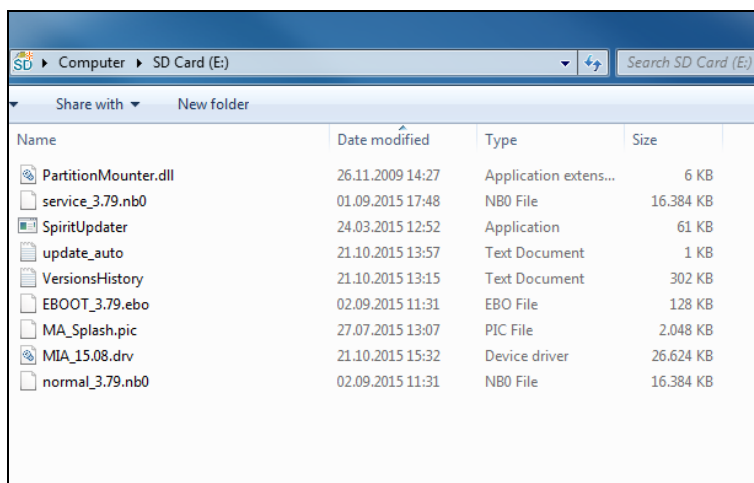 SD Computer SD Card (E:) Search SD Card (E:)
Share with New folder
Name Date modified Type Size
PartitionMounter.dll 26.11.2009 14:27 Application extens... 6 KB
service_3.79.nb0 01.09.2015 17:48 NB0 File 16.384 KB
SpiritUpdater 24.03.2015 12:52 Application 61 KB
update_auto 21.10.2015 13:57 Text Document 1 KB
VersionsHistory 21.10.2015 13:15 Text Document 302 KB
EBOOT_3.79.ebo 02.09.2015 11:31 EBO File 128 KB
MA_Splash.pic 27.07.2015 13:07 PIC File 2.048 KB
MIA_15.08.drv 21.10.2015 15:32 Device driver 26.624 KB
normal_3.79.nb0 02.09.2015 11:31 NB0 File 16.384 KB